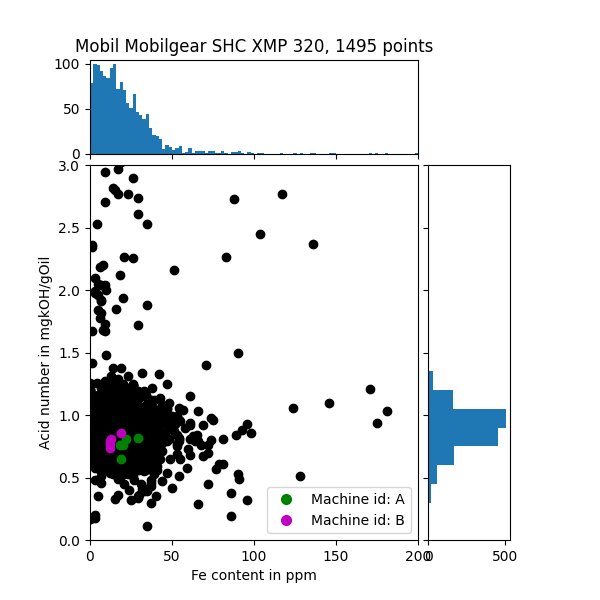 Mobil Mobilgear SHC XMP 320, 1495 points
100
50
0
3.0
2.5
2.0
1.5
1.0
0.5
0.0
Acid number in mgkOH/gOil
Machine id: A
Machine id: B
0 50 100 150 200 0 500
Fe content in ppm